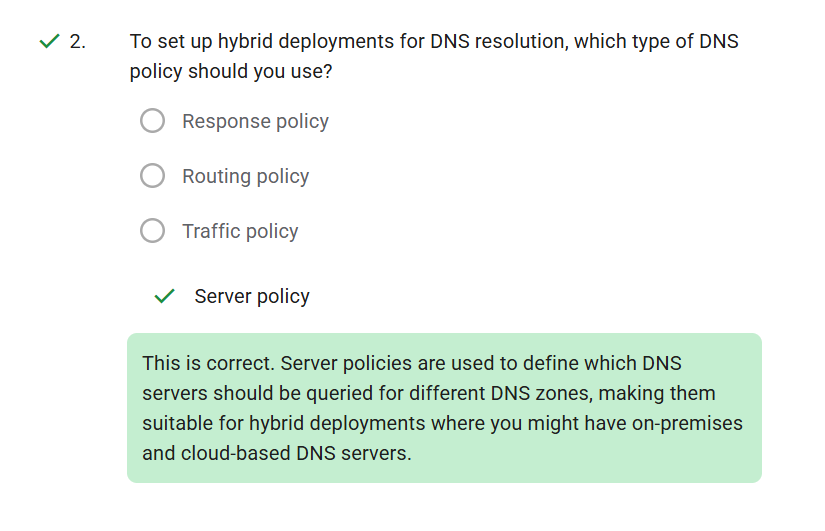 2. To set up hybrid deployments for DNS resolution, which type of DNS
policy should you use?
Response policy
Routing policy
Traffic policy
Server policy
This is correct. Server policies are used to define which DNS
servers should be queried for different DNS zones, making them
suitable for hybrid deployments where you might have on-premises
and cloud-based DNS servers.